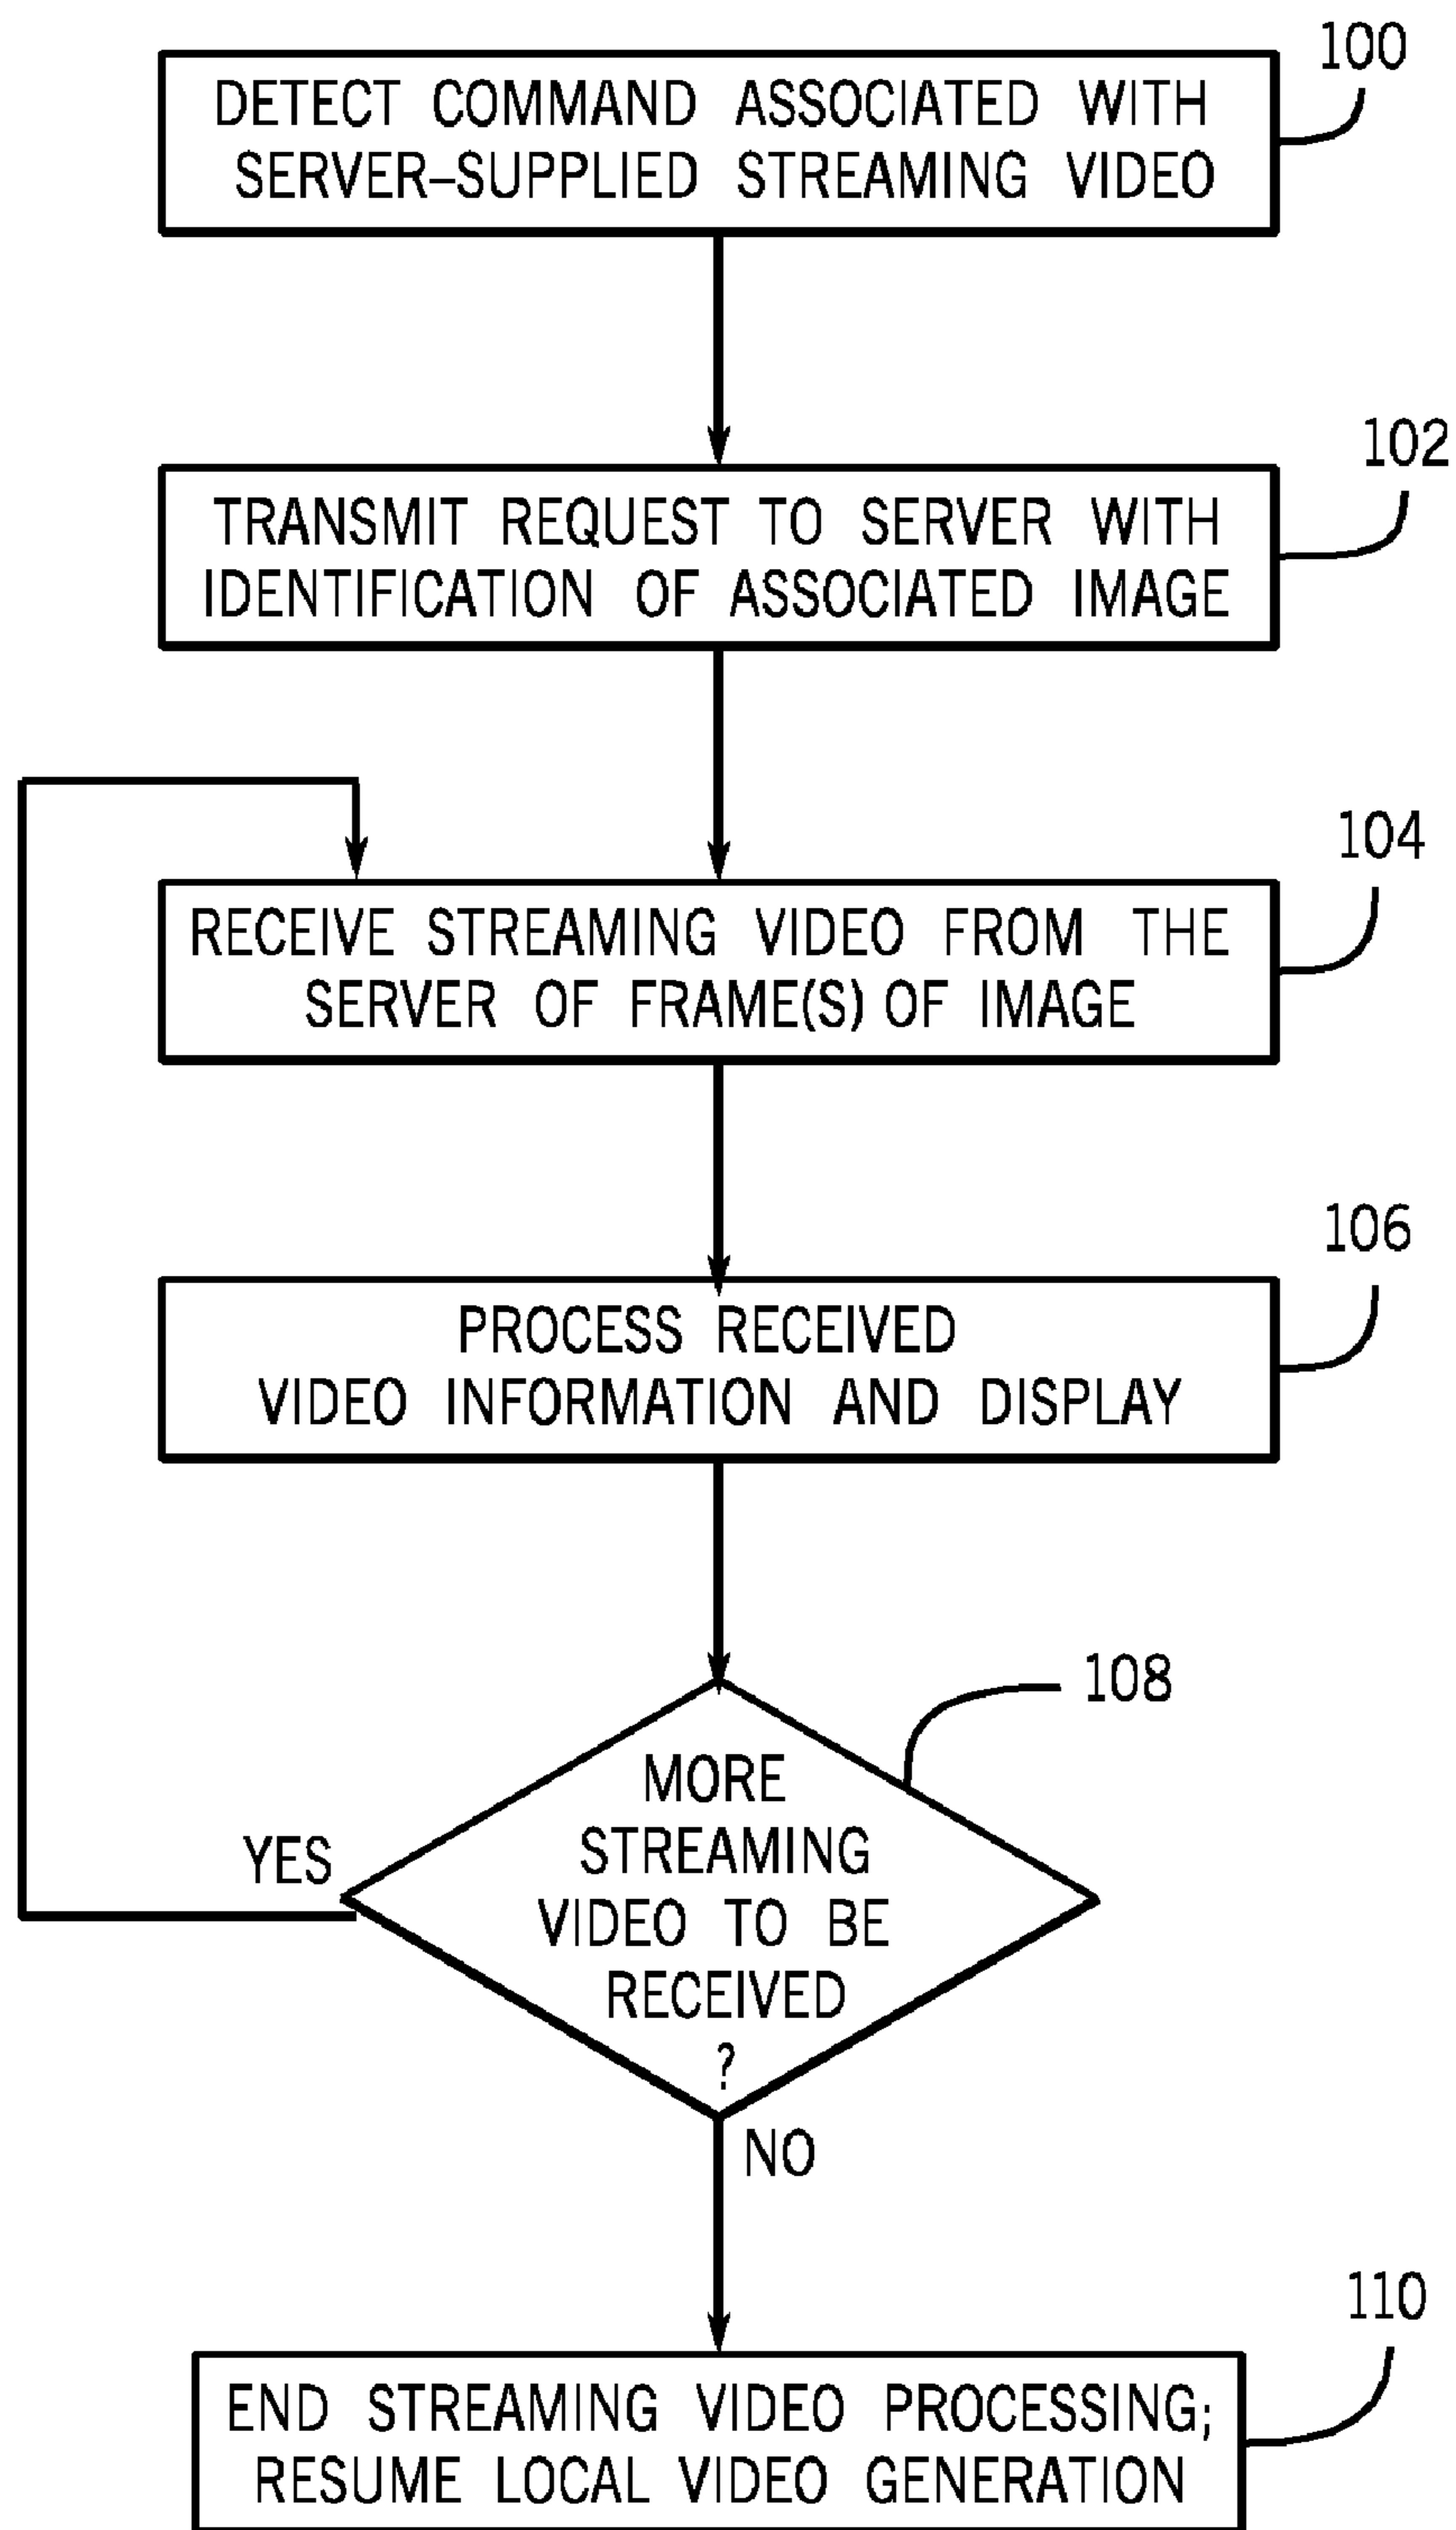 100
DETECT COMMAND ASSOCIATED WITH
SERVER-SUPPLIED STREAMING VIDEO
102
TRANSMIT REQUEST TO SERVER WITH
IDENTIFICATION OF ASSOCIATED IMAGE
104
RECEIVE STREAMING VIDEO FROM THE
SERVER OF FRAME(S) OF IMAGE
106
PROCESS RECEIVED
VIDEO INFORMATION AND DISPLAY
108
MORE
STREAMING
VIDEO TO BE
RECEIVED
?
YES
NO
110
END STREAMING VIDEO PROCESSING;
RESUME LOCAL VIDEO GENERATION